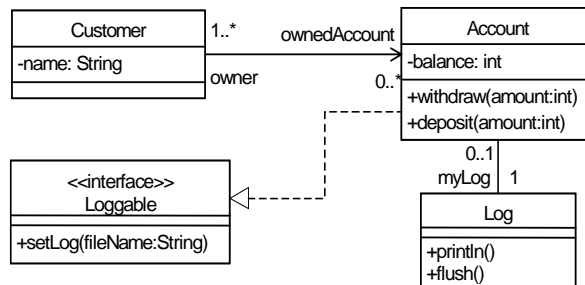 Customer
-name: String
1..*
owner
ownedAccount
0..*
Account
-balance: int
+withdraw(amount:int)
+deposit(amount:int)
<<interface>>
Loggable
+setLog(fileName:String)
0..1
myLog
1
Log
+println()
+flush()